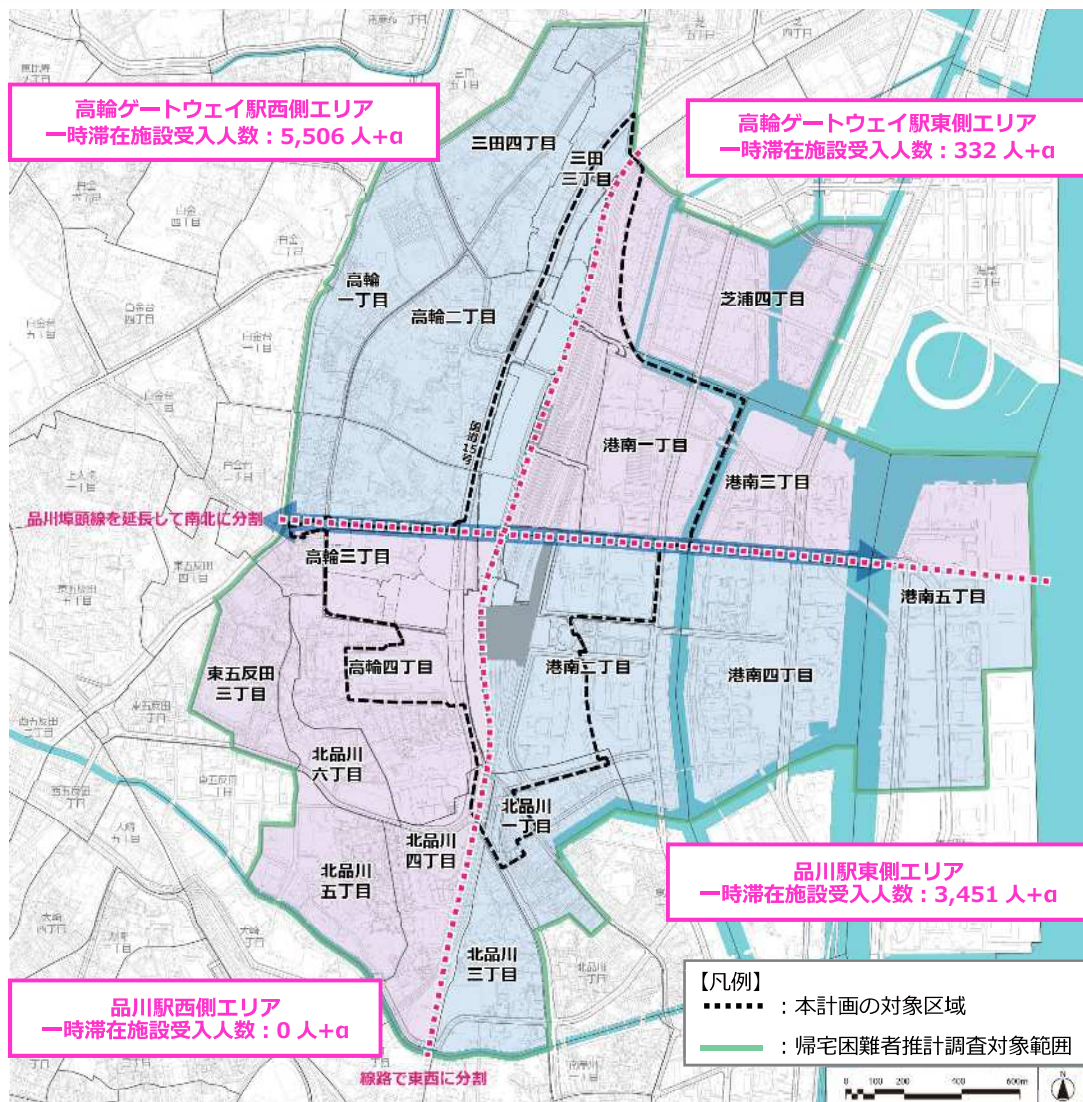 高輪ゲートウェイ駅西側エリア
一時滞在施設受入人数：5,506 人+α
高輪ゲートウェイ駅東側エリア
一時滞在施設受入人数：332 人+α
三田四丁目
三田
三丁目
芝浦四丁目
高輪
一丁目
高輪二丁目
国道15号
港南一丁目
港南三丁目
品川埠頭線を延長して南北に分割
高輪三丁目
港南五丁目
東五反田
三丁目
高輪四丁目
港南二丁目
港南四丁目
北品川
六丁目
北品川
一丁目
北品川
四丁目
北品川
五丁目
品川駅東側エリア
一時滞在施設受入人数：3,451 人+α
北品川
三丁目
品川駅西側エリア
一時滞在施設受入人数：0 人+α
線路で東西に分割
【凡例】
：本計画の対象区域
：帰宅困難者推計調査対象範囲
0 100 200 400 600m
N